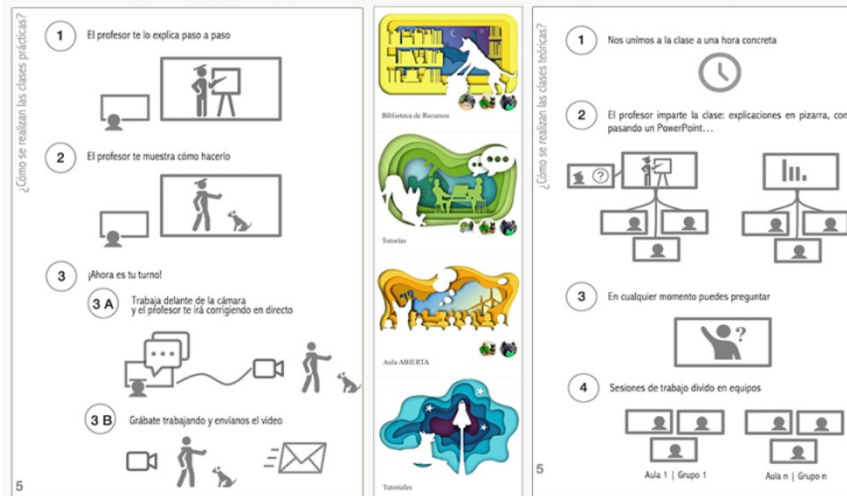 ¿Cómo se realizan las clases prácticas?
1
El profesor te lo explica paso a paso
2
El profesor te muestra cómo hacerlo
3
¡Ahora es tu turno!
3 A
Trabaja delante de la cámara
y el profesor te irá corrigiendo en directo
3 B
Grábate trabajando y envíanos el vídeo
5
Biblioteca de Recursos
Tutorías
Aula ABIERTA
Tutoriales
¿Cómo se realizan las clases teóricas?
1
Nos unimos a la clase a una hora concreta
2
El profesor imparte la clase: explicaciones en pizarra, con
pasando un PowerPoint...
?
3
En cualquier momento puedes preguntar
?
4
Sesiones de trabajo divido en equipos
Aula 1 | Grupo 1
Aula n | Grupo n
5